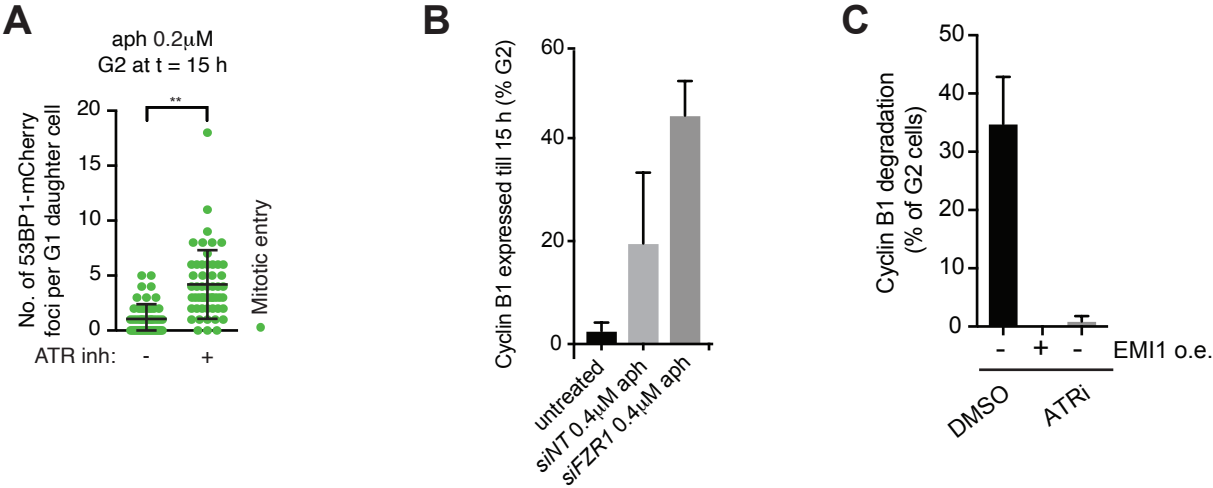 A
aph 0.2μM
G2 at t = 15 h
**
No. of 53BP1-mCherry
foci per G1 daughter cell
20
15
10
5
0
ATR inh: - +
Mitotic entry
B
Cyclin B1 expressed till 15 h (% G2)
60
40
20
0
untreated
siNT 0.4μM aph
siFZR1 0.4μM aph
C
Cyclin B1 degradation
(% of G2 cells)
50
40
30
20
10
0
- + - EMI1 o.e.
DMSO
ATRi